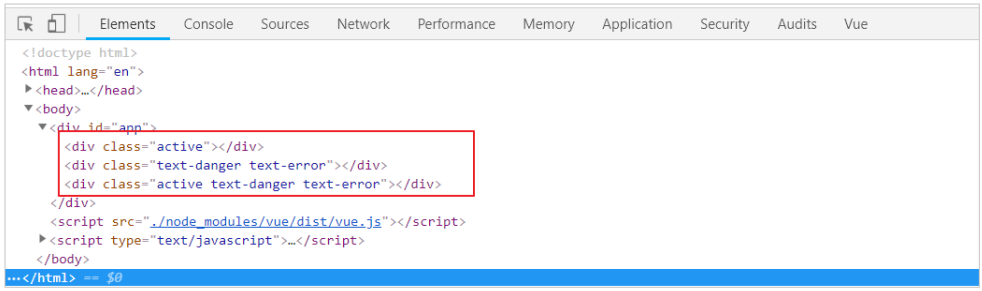 Elements Console Sources Network Performance Memory Application Security Audits Vue
<!doctype html>
<html lang="en">
<head>…</head>
<body>
<div id="app">
<div class="active"></div>
<div class="text-danger text-error"></div>
<div class="active text-danger text-error"></div>
</div>
<script src="./node_modules/vue/dist/vue.js"></script>
<script type="text/javascript">…</script>
</body>
…</html> == $0